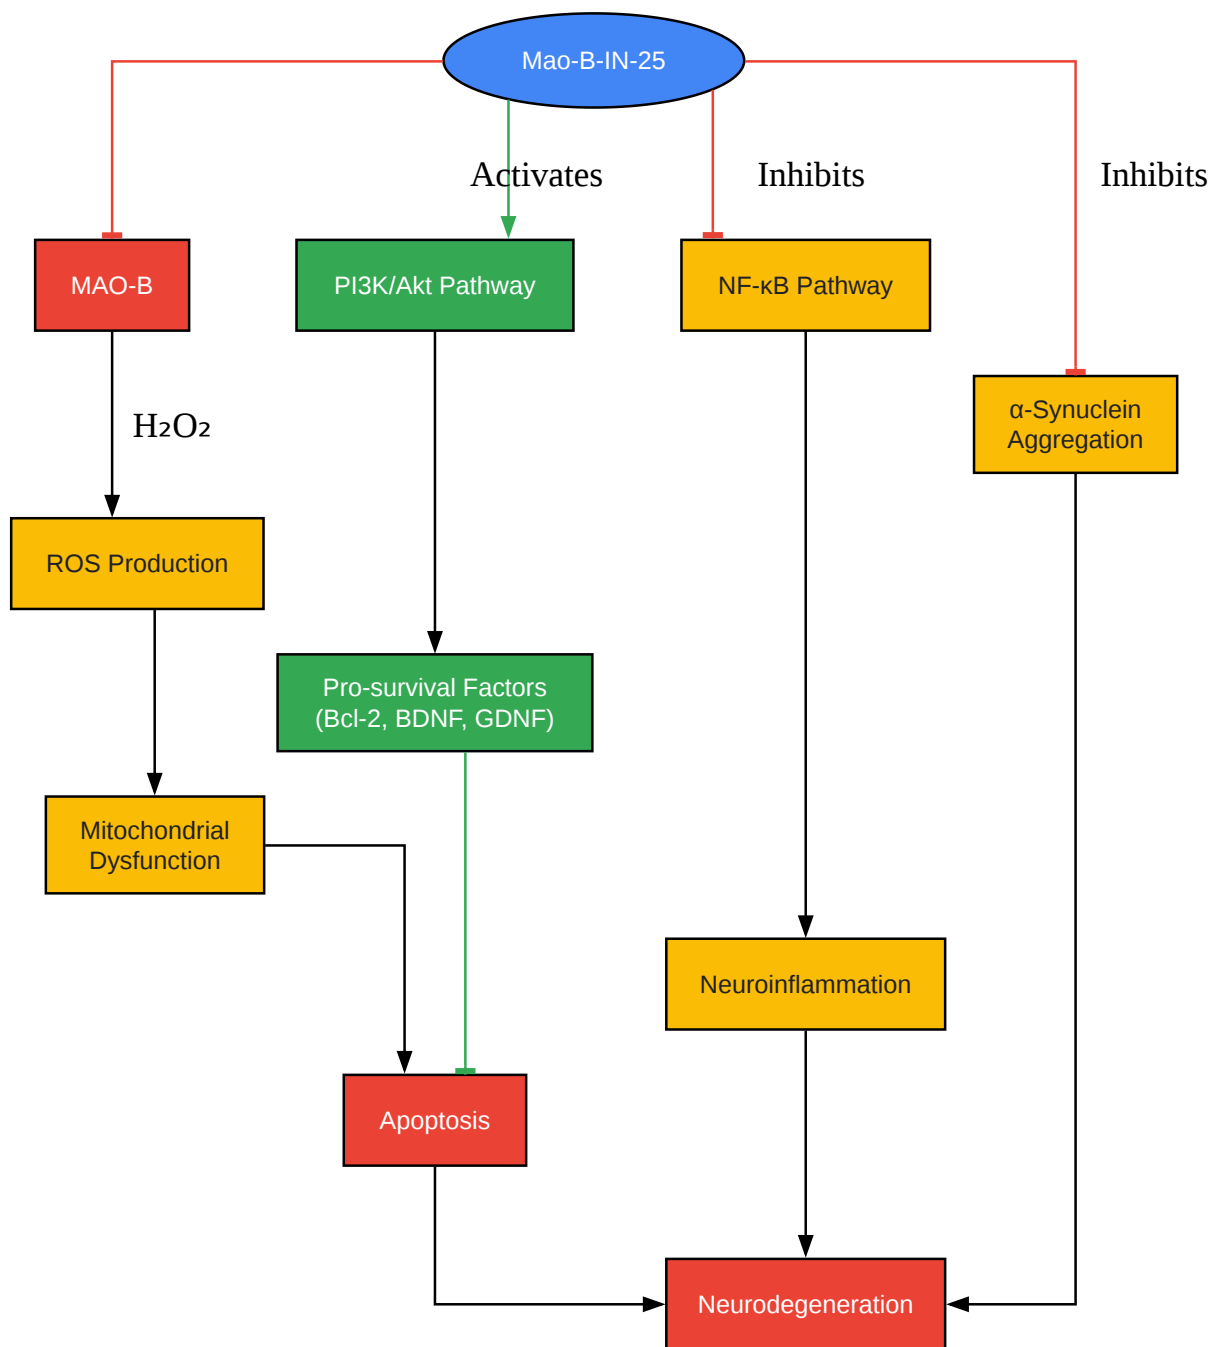 Mao-B-IN-25
Activates
Inhibits
Inhibits
MAO-B
PI3K/Akt Pathway
NF-κB Pathway
α-Synuclein
Aggregation
H₂O₂
ROS Production
Pro-survival Factors
(Bcl-2, BDNF, GDNF)
Mitochondrial
Dysfunction
Neuroinflammation
Apoptosis
Neurodegeneration